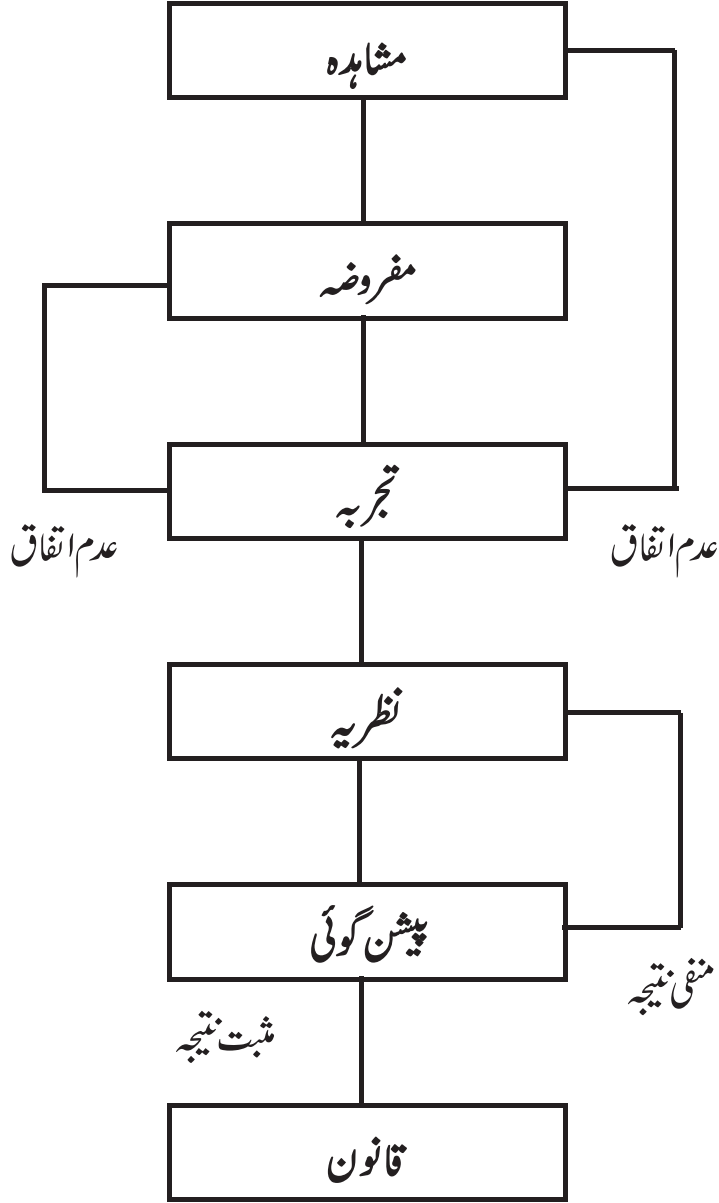 مشاہدہ
مفروضہ
تجربہ
عدم اتفاق
عدم اتفاق
نظریہ
پیشن گوئی
منفی نتیجہ
مثبت نتیجہ
قانون